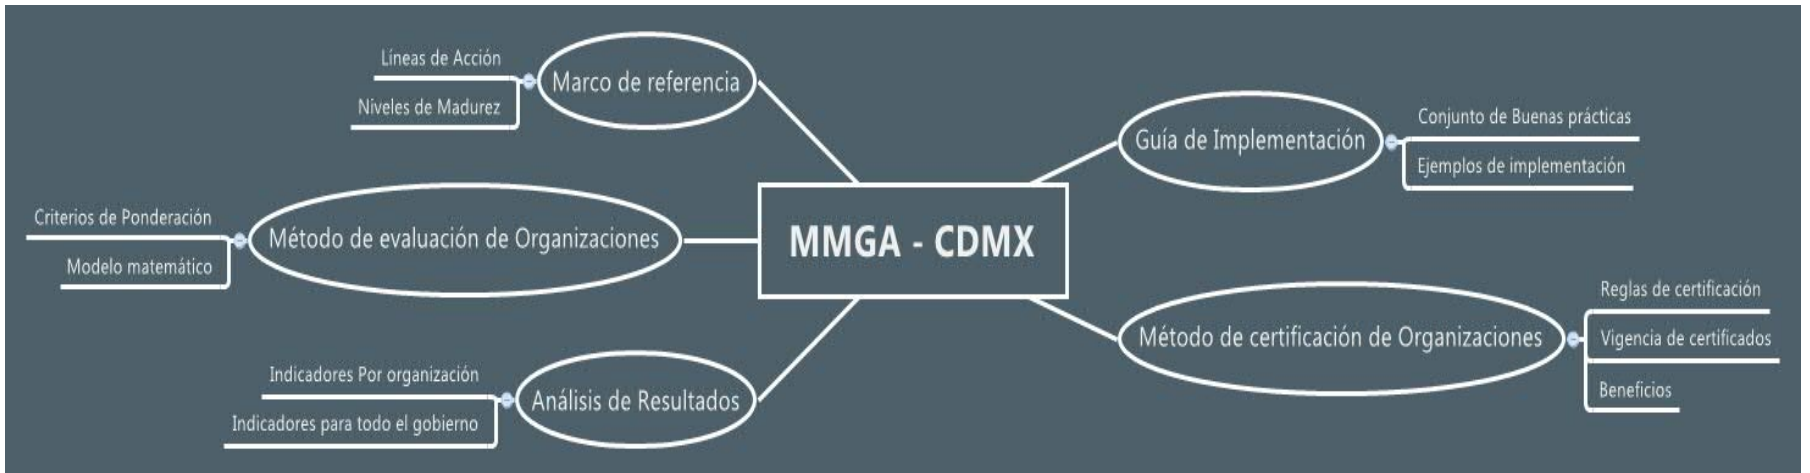 MMGA - CDMX
Marco de referencia
Líneas de Acción
Niveles de Madurez
Método de evaluación de Organizaciones
Criterios de Ponderación
Modelo matemático
Análisis de Resultados
Indicadores Por organización
Indicadores para todo el gobierno
Guía de Implementación
Conjunto de Buenas prácticas
Ejemplos de implementación
Método de certificación de Organizaciones
Reglas de certificación
Vigencia de certificados
Beneficios